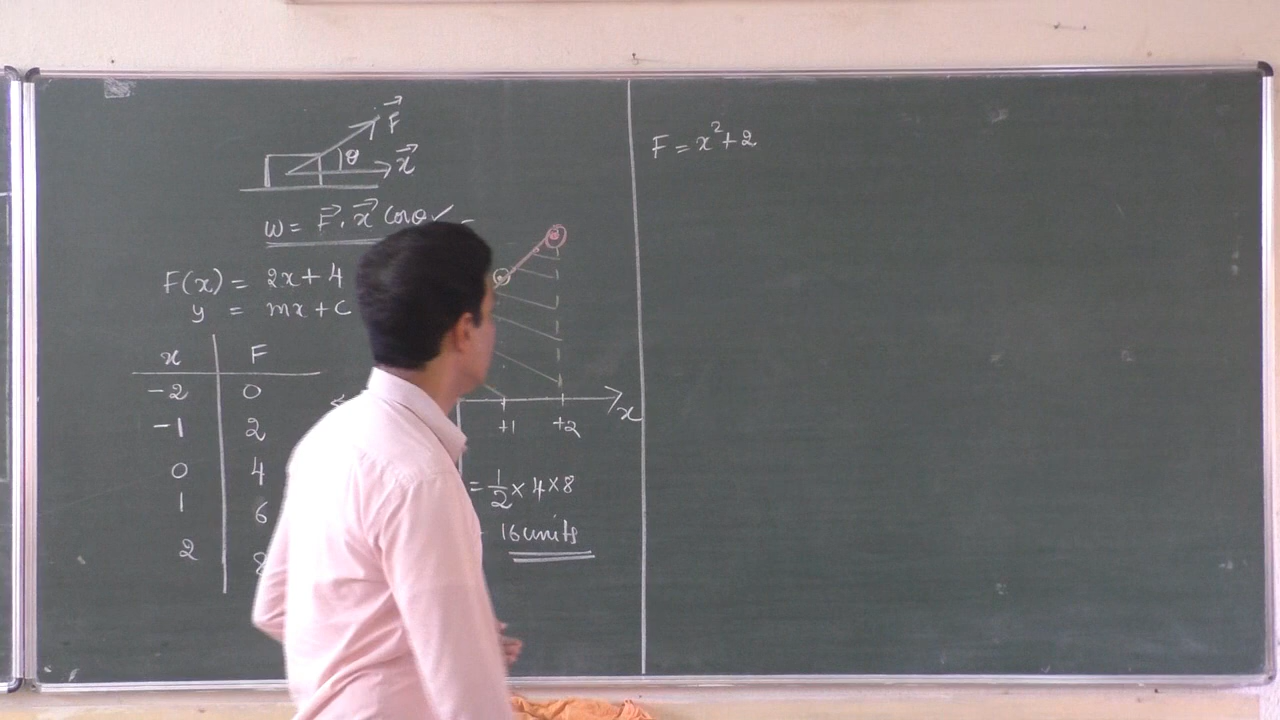 F
θ
x
W = F . x cosθ
F(x) = 2x + 4
y = mx + c
x F
-2 0
-1 2
0 4
1 6
2 8
x
+1 +2
= 1/2 × 4 × 8
16 units
F = x² + 2